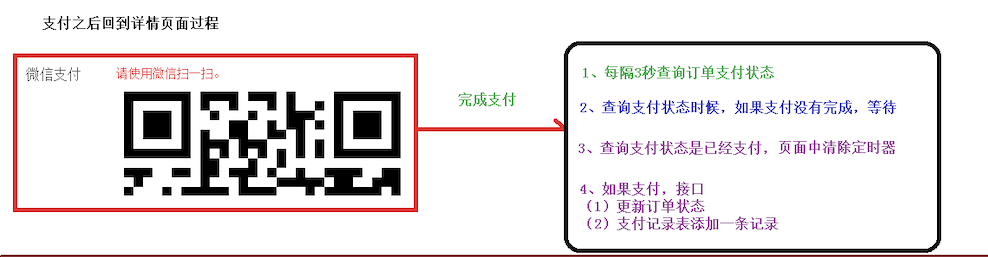 支付之后回到详情页面过程
微信支付
请使用微信扫一扫。
完成支付
1、每隔3秒查询订单支付状态
2、查询支付状态时候，如果支付没有完成，等待
3、查询支付状态是已经支付，页面中清除定时器
4、如果支付，接口
（1）更新订单状态
（2）支付记录表添加一条记录